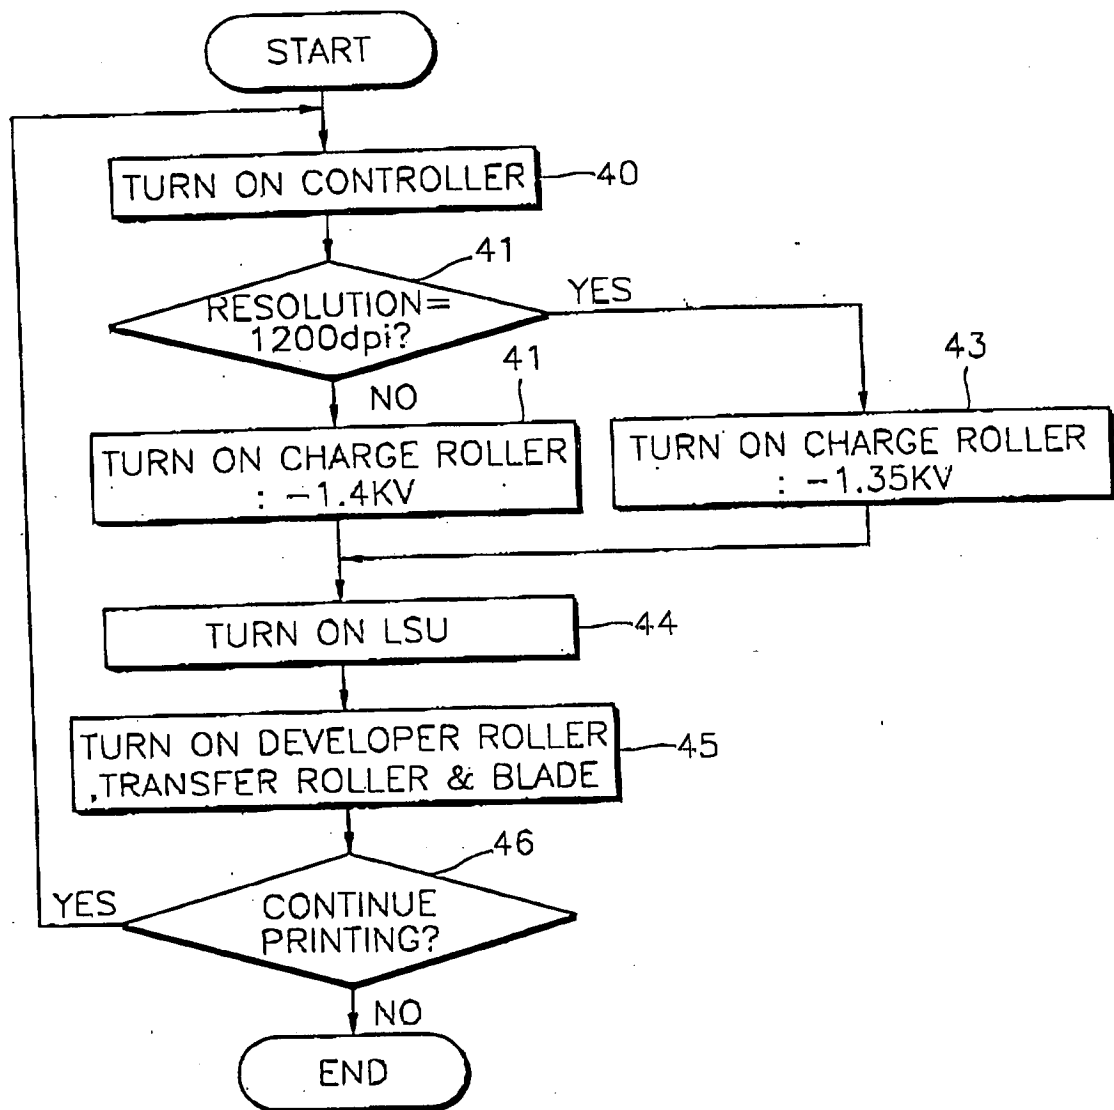 START
TURN ON CONTROLLER
40
41
RESOLUTION=
1200dpi?
YES
NO
41
TURN ON CHARGE ROLLER
: -1.4KV
43
TURN ON CHARGE ROLLER
: -1.35KV
TURN ON LSU
44
TURN ON DEVELOPER ROLLER
,TRANSFER ROLLER & BLADE
45
46
YES
CONTINUE
PRINTING?
NO
END